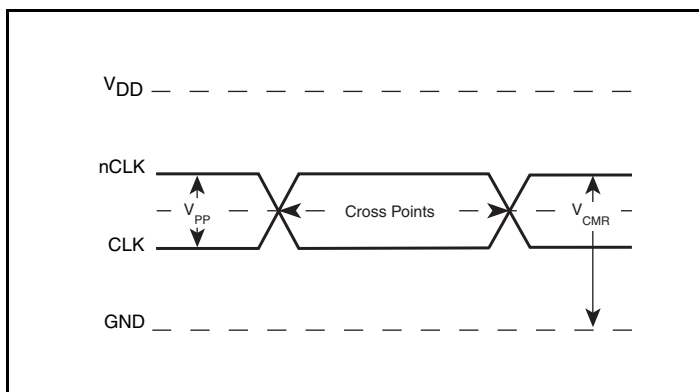 VDD
nCLK
VPP
Cross Points
VCMR
CLK
GND